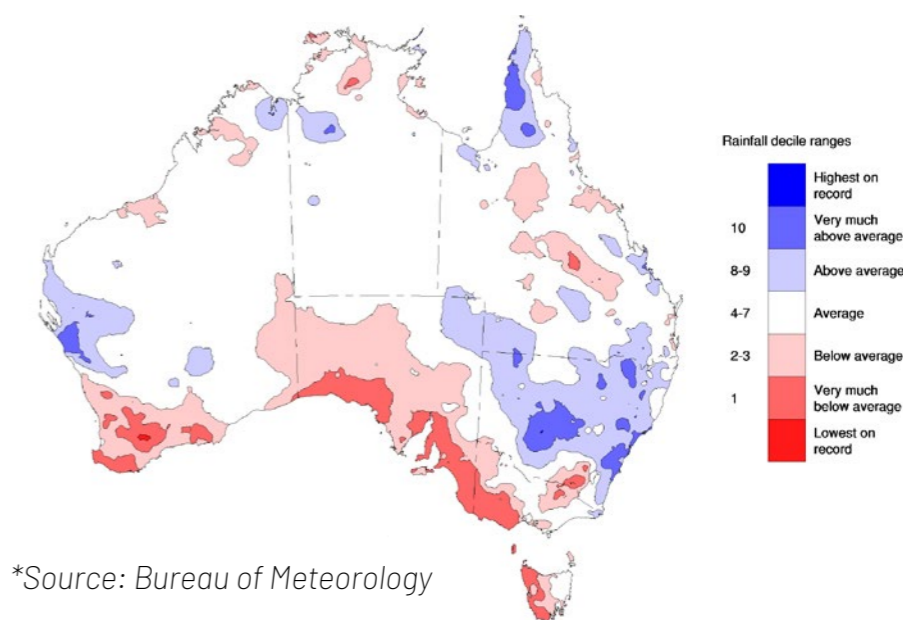 Rainfall decile ranges
Highest on
record
10
Very much
above average
8-9
Above average
4-7
Average
2-3
Below average
1
Very much
below average
Lowest on
record
*Source: Bureau of Meteorology